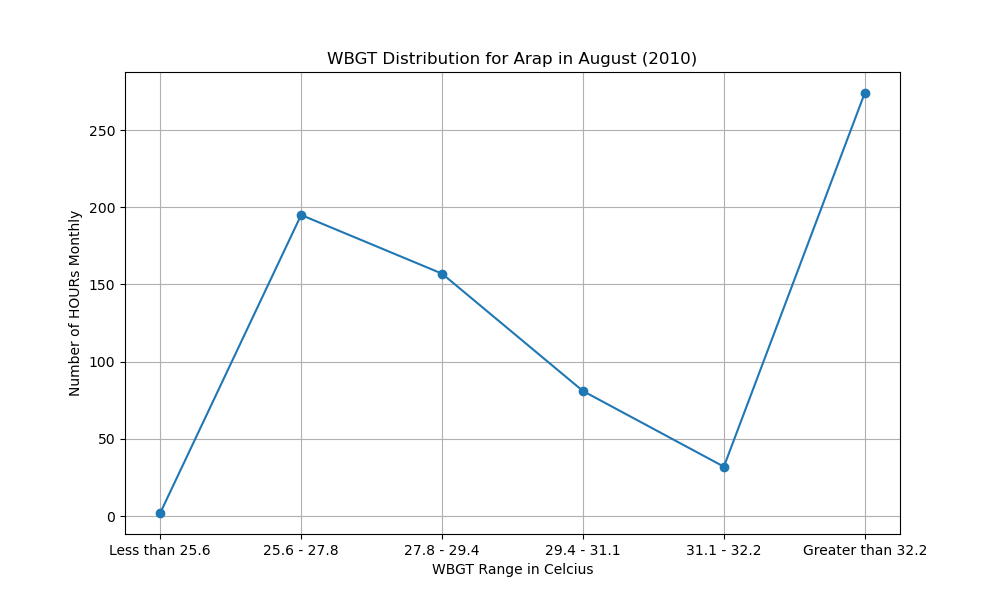 WBGT Distribution for Arap in August (2010)
Number of HOURs Monthly
250
200
150
100
50
0
Less than 25.6
25.6 - 27.8
27.8 - 29.4
29.4 - 31.1
31.1 - 32.2
Greater than 32.2
WBGT Range in Celcius